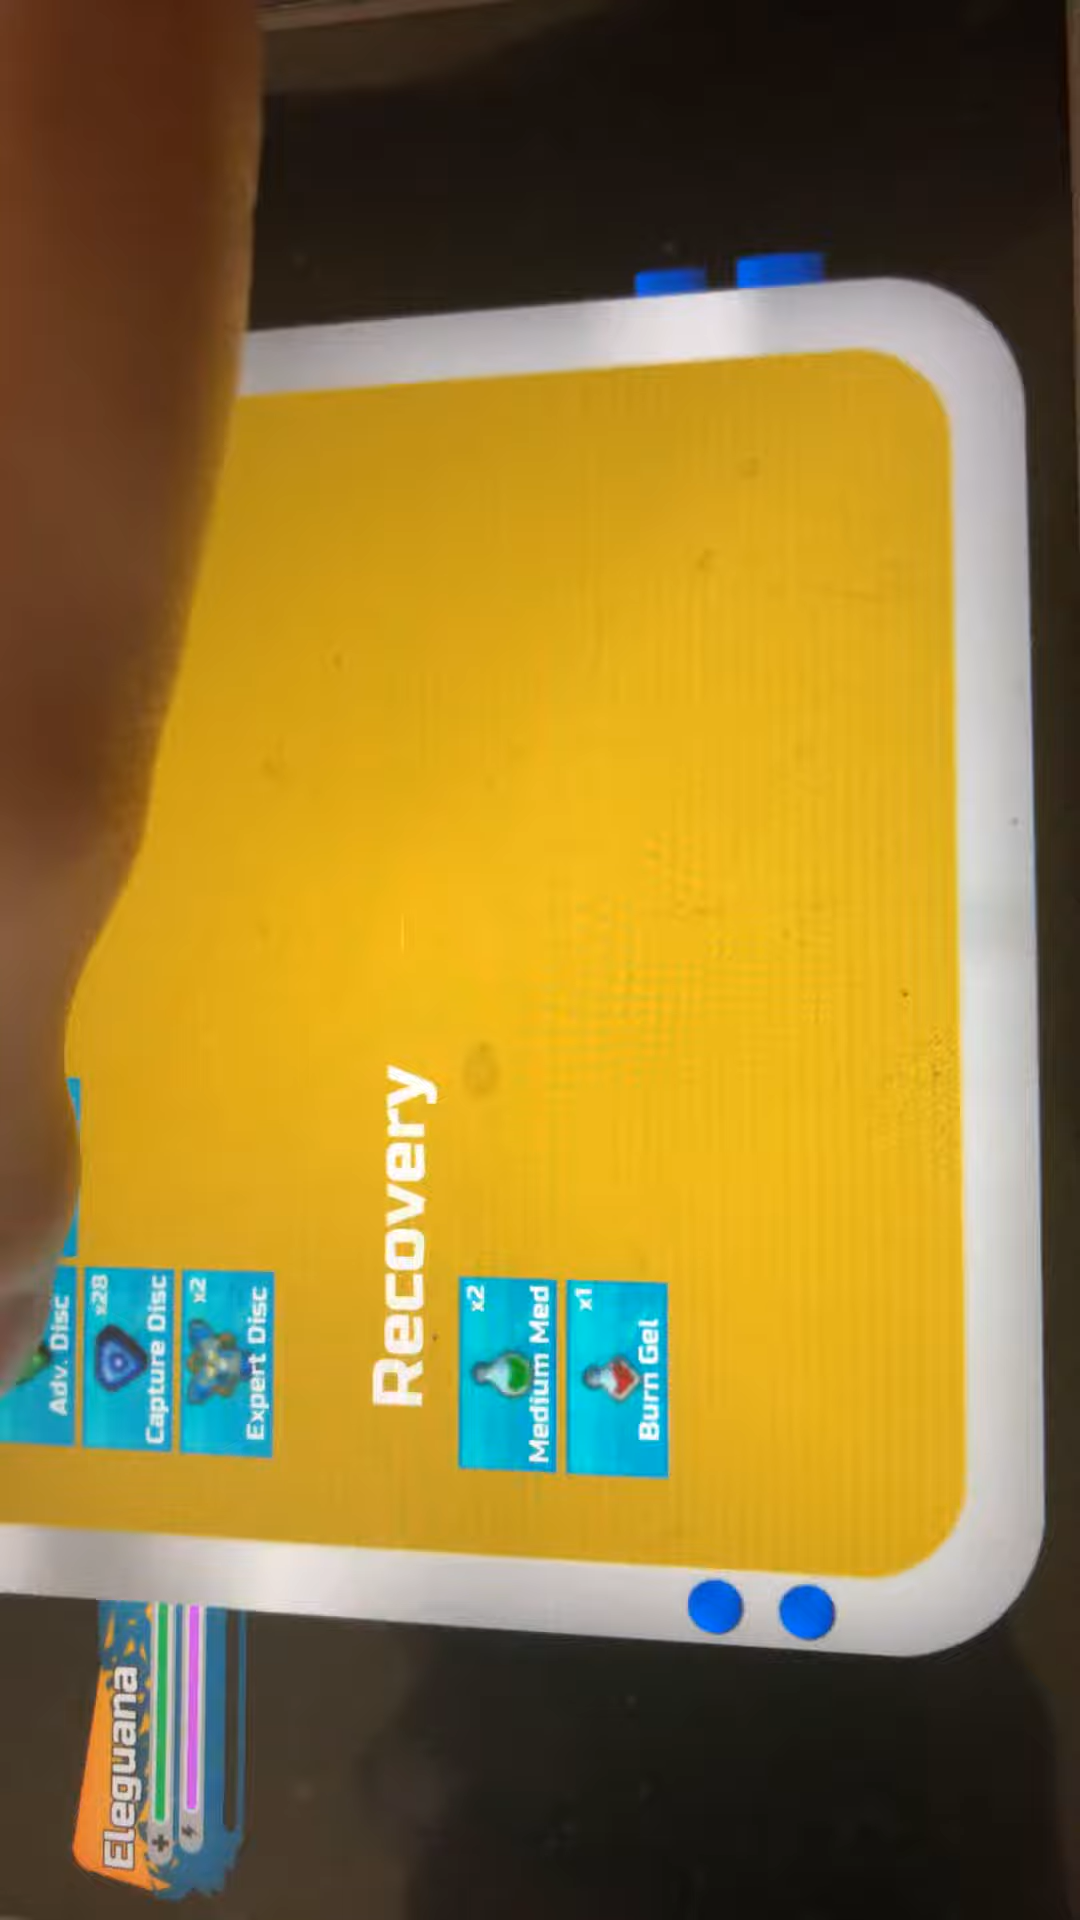 Adv. Disc
x28
Capture Disc
x2
Expert Disc
Recovery
x2
Medium Med
x1
Burn Gel
Eleguana